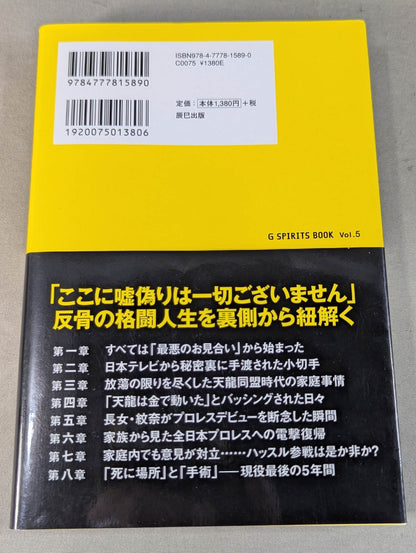 ISBN978-4-7778-1589-0
C0075 ¥1380E
9784777815890
定価：本体1,380円+税
辰巳出版
1920075013806
G SPIRITS BOOK Vol.5
「ここに嘘偽りは一切ございません」
反骨の格闘人生を裏側から紐解く
第一章 すべては「最悪のお見合い」から始まった
第二章 日本テレビから秘密裏に手渡された小切手
第三章 放蕩の限りを尽くした天龍同盟時代の家庭事情
第四章 「天龍は金で動いた」とバッシングされた日々
第五章 長女・紋奈がプロレスデビューを断念した瞬間
第六章 家族から見た全日本プロレスへの電撃復帰
第七章 家庭内でも意見が対立……ハッスル参戦は是か非か?
第八章 「死に場所」と「手術」――現役最後の5年間